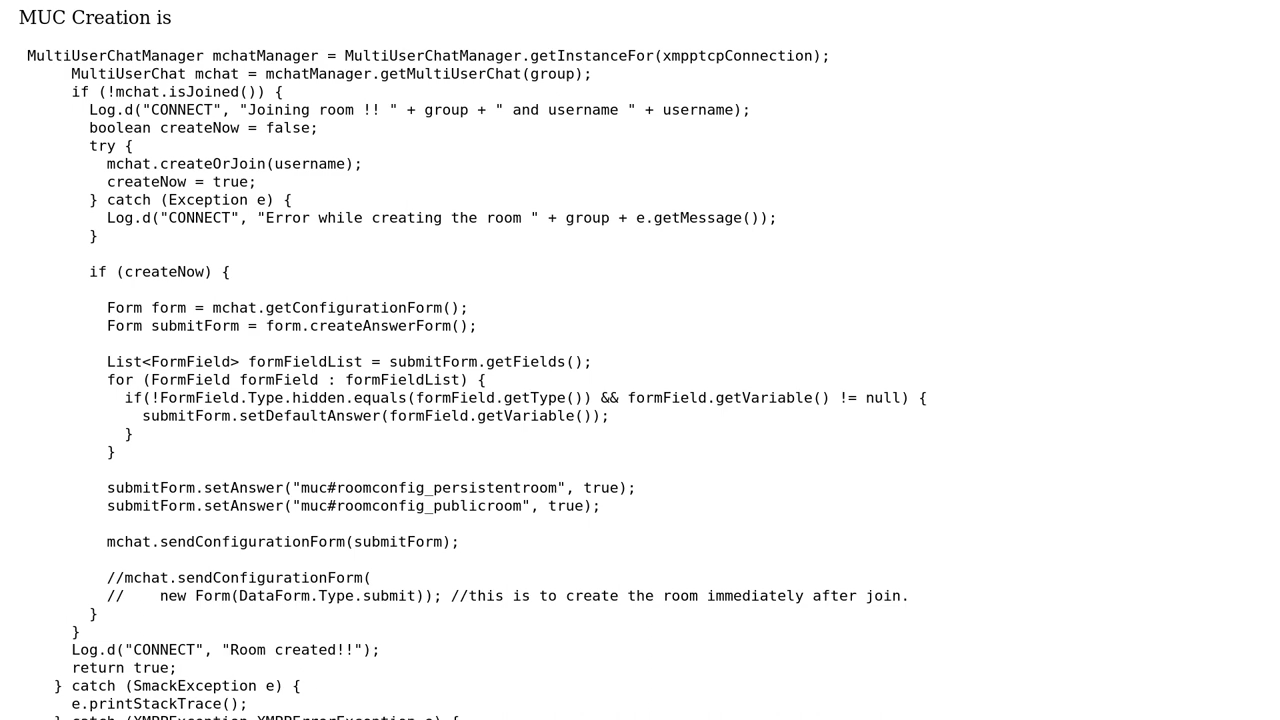 MUC Creation is
MultiUserChatManager mchatManager = MultiUserChatManager.getInstanceFor(xmpptcpConnection);
MultiUserChat mchat = mchatManager.getMultiUserChat(group);
if (!mchat.isJoined()) {
Log.d("CONNECT", "Joining room !! " + group + " and username " + username);
boolean createNow = false;
try {
mchat.createOrJoin(username);
createNow = true;
} catch (Exception e) {
Log.d("CONNECT", "Error while creating the room " + group + e.getMessage());
}
if (createNow) {
Form form = mchat.getConfigurationForm();
Form submitForm = form.createAnswerForm();
List<FormField> formFieldList = submitForm.getFields();
for (FormField formField : formFieldList) {
if(!FormField.Type.hidden.equals(formField.getType()) && formField.getVariable() != null) {
submitForm.setDefaultAnswer(formField.getVariable());
}
}
submitForm.setAnswer("muc#roomconfig_persistentroom", true);
submitForm.setAnswer("muc#roomconfig_publicroom", true);
mchat.sendConfigurationForm(submitForm);
//mchat.sendConfigurationForm(
//    new Form(DataForm.Type.submit)); //this is to create the room immediately after join.
}
}
Log.d("CONNECT", "Room created!!");
return true;
} catch (SmackException e) {
e.printStackTrace();
} catch (XMPPException.XMPPErrorException e) {